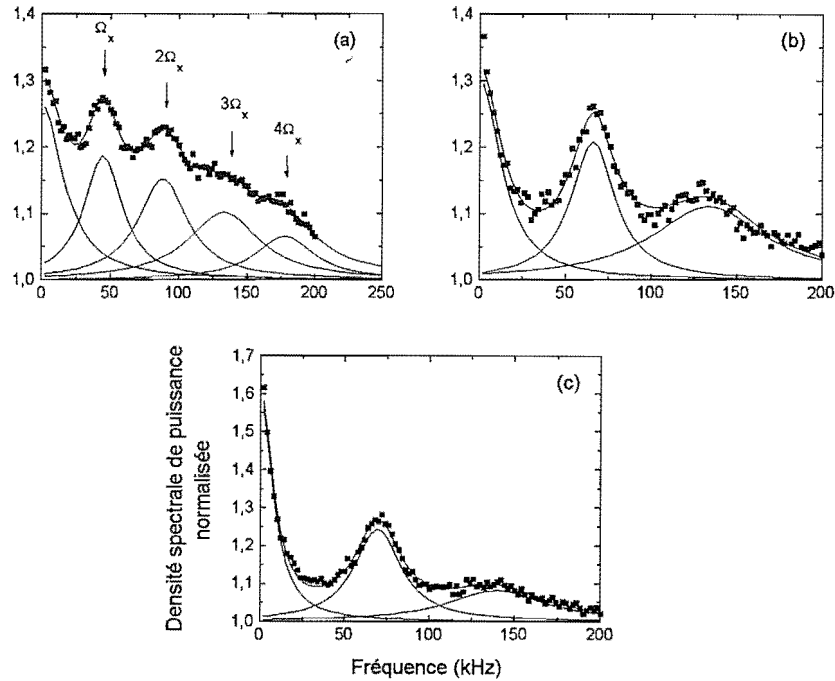 1,4
1,3
1,2
1,1
1,0
(a)
Ωx
2Ωx
3Ωx
4Ωx
0 50 100 150 200 250
1,4
1,3
1,2
1,1
1,0
(b)
0 50 100 150 200
1,7
1,6
1,5
1,4
1,3
1,2
1,1
1,0
(c)
0 50 100 150 200
Densité spectrale de puissance
normalisée
Fréquence (kHz)